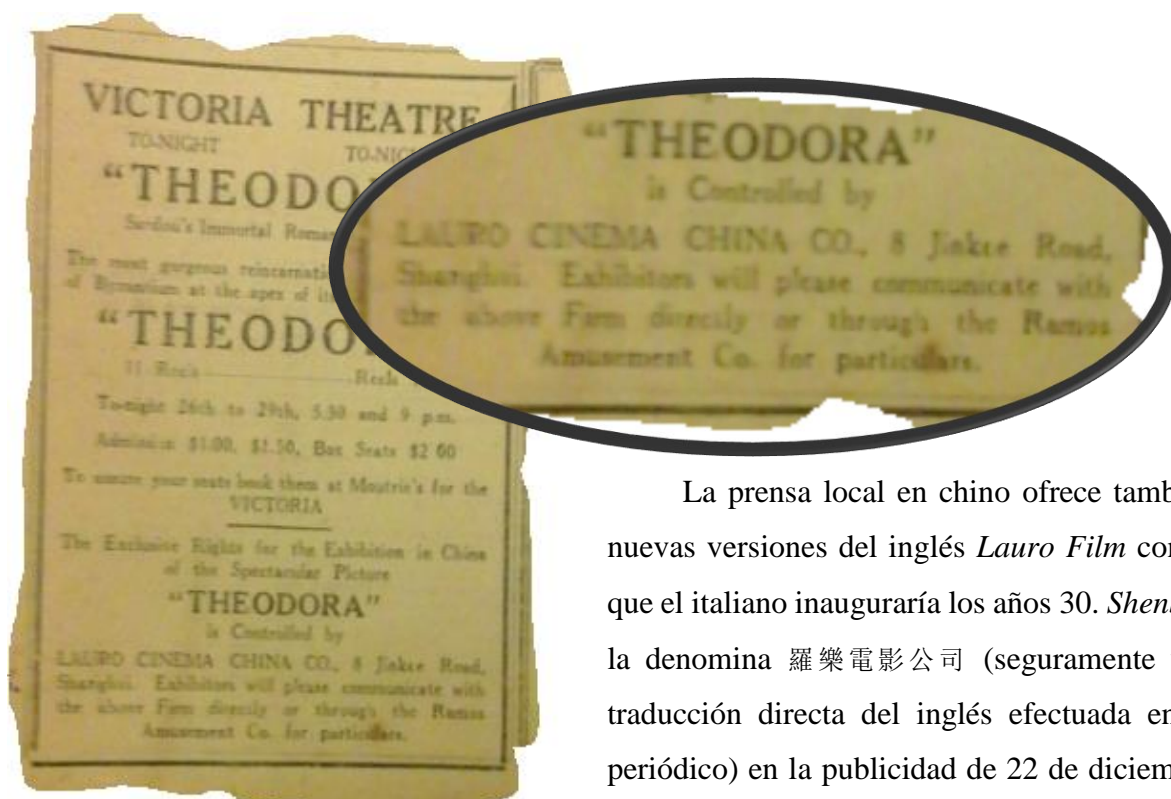 VICTORIA THEATRE
TO-NIGHT TO-NIG
"THEODO
Sardou's Immortal Roman
The most gorgeous reincarnati
of Byzantium at the apex of it
"THEODO
11 Reels Reels
To-night 26th to 29th, 5.30 and 9 p.m.
Admission $1.00, $1.50, Box Seats $2.60
To assure your seats book them at Moutrie's for the
VICTORIA
The Exclusive Rights for the Exhibition in China
of the Spectacular Picture
"THEODORA"
is Controlled by
LAURO CINEMA CHINA CO., 8 Jinkee Road,
Shanghai. Exhibitors will please communicate with
the above Firm directly or through the Ramos
Amusement Co. for particulars.
"THEODORA"
is Controlled by
LAURO CINEMA CHINA CO., 8 Jinkee Road,
Shanghai. Exhibitors will please communicate with
the above Firm directly or through the Ramos
Amusement Co. for particulars.
La prensa local en chino ofrece tamb
nuevas versiones del inglés Lauro Film
que el italiano inauguraría los años 30. Shen
la denomina 羅樂電影公司 (seguramente
traducción directa del inglés efectuada en
periódico) en la publicidad de 22 de diciem